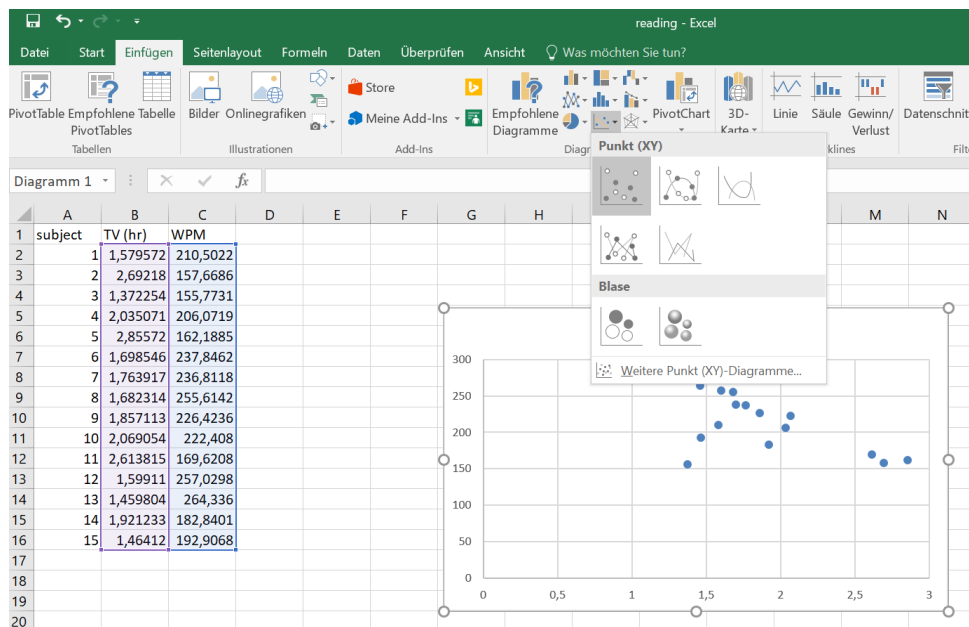 reading - Excel
Datei Start Einfügen Seitenlayout Formeln Daten Überprüfen Ansicht Was möchten Sie tun?
PivotTable Empfohlene PivotTables Tabelle Bilder Onlinegrafiken Store Meine Add-Ins Empfohlene Diagramme PivotChart 3D-Karte Linie Säule Gewinn/Verlust
Tabellen Illustrationen Add-Ins
Diagramm 1 fx
Punkt (XY)
Blase
Weitere Punkt (XY)-Diagramme...
A B C D E F G H M N
1 subject TV (hr) WPM
2 1 1,579572 210,5022
3 2 2,69218 157,6686
4 3 1,372254 155,7731
5 4 2,035071 206,0719
6 5 2,85572 162,1885
7 6 1,698546 237,8462
8 7 1,763917 236,8118
9 8 1,682314 255,6142
10 9 1,857113 226,4236
11 10 2,069054 222,408
12 11 2,613815 169,6208
13 12 1,59911 257,0298
14 13 1,459804 264,336
15 14 1,921233 182,8401
16 15 1,46412 192,9068
17
18
19
20
300
250
200
150
100
50
0
0 0,5 1 1,5 2 2,5 3